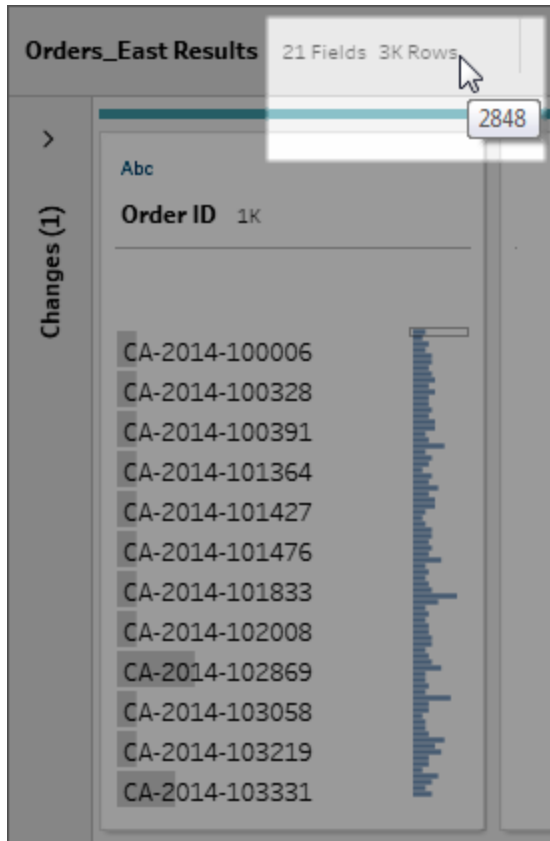 Orders_East Results 21 Fields 3K Rows
2848
Abc
Order ID 1K
Changes (1)
CA-2014-100006
CA-2014-100328
CA-2014-100391
CA-2014-101364
CA-2014-101427
CA-2014-101476
CA-2014-101833
CA-2014-102008
CA-2014-102869
CA-2014-103058
CA-2014-103219
CA-2014-103331